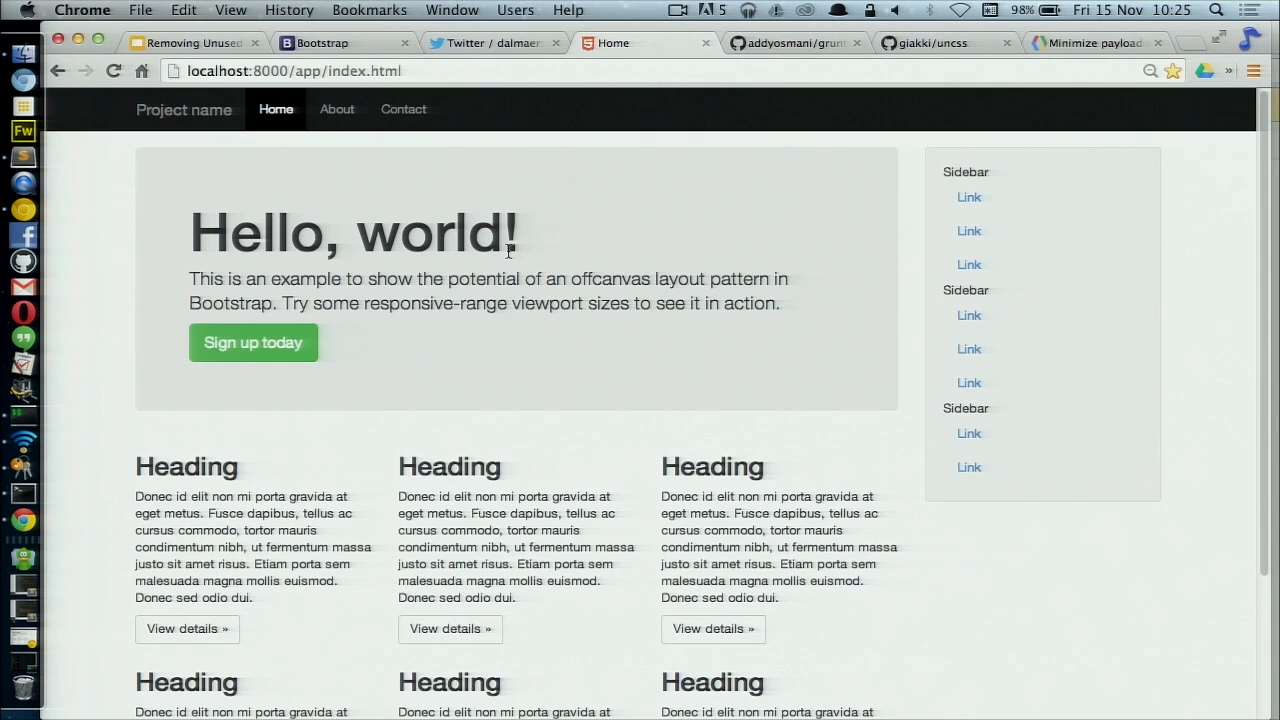 Chrome File Edit View History Bookmarks Window Users Help 5 98% Fri 15 Nov 10:25
Removing Unused Bootstrap Twitter / dalmaer Home addyosmani/grunt giakki/uncss Minimize payload
localhost:8000/app/index.html
Project name Home About Contact
Hello, world!
This is an example to show the potential of an offcanvas layout pattern in
Bootstrap. Try some responsive-range viewport sizes to see it in action.
Sign up today
Sidebar
Link
Link
Link
Sidebar
Link
Link
Link
Sidebar
Link
Link
Heading
Donec id elit non mi porta gravida at
eget metus. Fusce dapibus, tellus ac
cursus commodo, tortor mauris
condimentum nibh, ut fermentum massa
justo sit amet risus. Etiam porta sem
malesuada magna mollis euismod.
Donec sed odio dui.
View details »
Heading
Donec id elit non mi porta gravida at
eget metus. Fusce dapibus, tellus ac
cursus commodo, tortor mauris
condimentum nibh, ut fermentum massa
justo sit amet risus. Etiam porta sem
malesuada magna mollis euismod.
Donec sed odio dui.
View details »
Heading
Donec id elit non mi porta gravida at
eget metus. Fusce dapibus, tellus ac
cursus commodo, tortor mauris
condimentum nibh, ut fermentum massa
justo sit amet risus. Etiam porta sem
malesuada magna mollis euismod.
Donec sed odio dui.
View details »
Heading
Donec id elit non mi porta gravida at
Heading
Donec id elit non mi porta gravida at
Heading
Donec id elit non mi porta gravida at
Fw